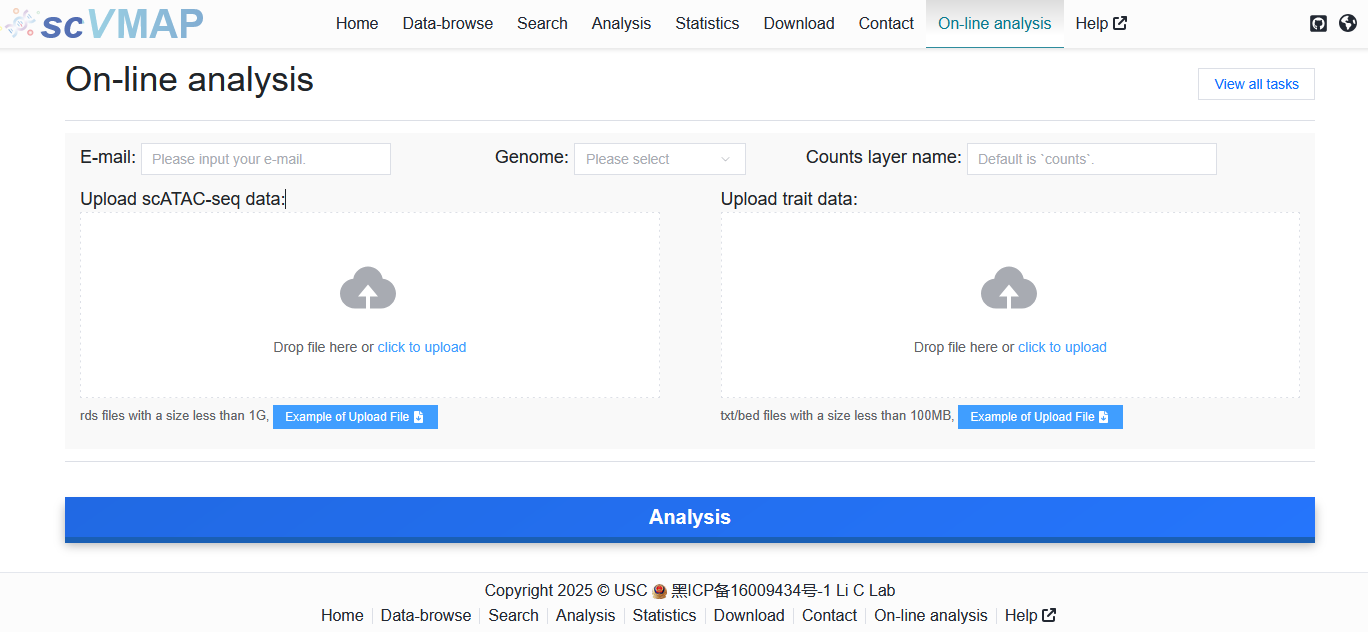 scVMAP Home Data-browse Search Analysis Statistics Download Contact On-line analysis Help
On-line analysis
View all tasks
E-mail: Please input your e-mail. Genome: Please select Counts layer name: Default is `counts`.
Upload scATAC-seq data: Upload trait data:
Drop file here or click to upload Drop file here or click to upload
rds files with a size less than 1G, Example of Upload File txt/bed files with a size less than 100MB, Example of Upload File
Analysis
Copyright 2025 © USC 黑ICP备16009434号-1 Li C Lab
Home Data-browse Search Analysis Statistics Download Contact On-line analysis Help